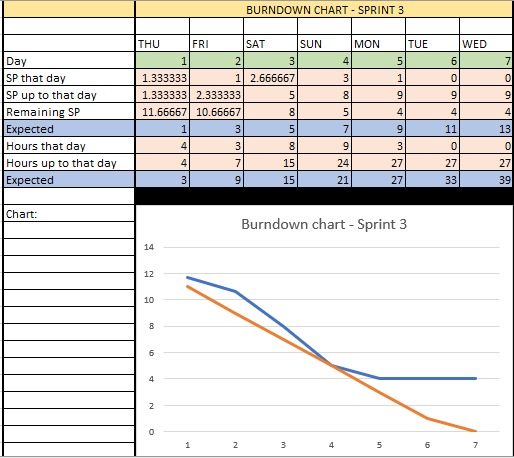 BURNDOWN CHART - SPRINT 3
THU FRI SAT SUN MON TUE WED
Day 1 2 3 4 5 6 7
SP that day 1.333333 1 2.666667 3 1 0 0
SP up to that day 1.333333 2.333333 5 8 9 9 9
Remaining SP 11.66667 10.66667 8 5 4 4 4
Expected 1 3 5 7 9 11 13
Hours that day 4 3 8 9 3 0 0
Hours up to that day 4 7 15 24 27 27 27
Expected 3 9 15 21 27 33 39
Chart:
Burndown chart - Sprint 3
14
12
10
8
6
4
2
0
1 2 3 4 5 6 7